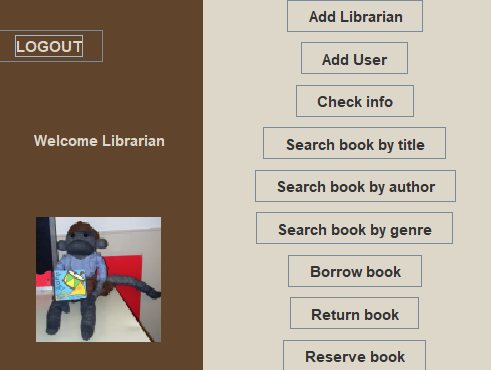 LOGOUT
Welcome Librarian
Add Librarian
Add User
Check info
Search book by title
Search book by author
Search book by genre
Borrow book
Return book
Reserve book